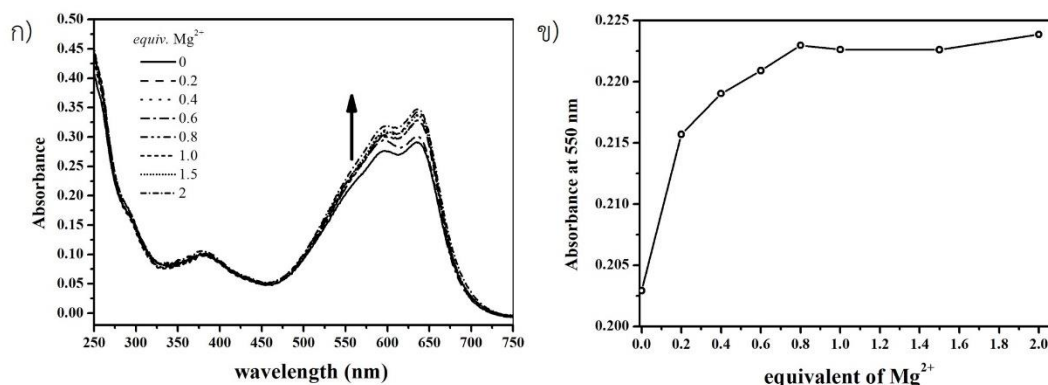 ก)
equiv. Mg²⁺
0
0.2
0.4
0.6
0.8
1.0
1.5
2
0.50
0.45
0.40
0.35
0.30
0.25
0.20
0.15
0.10
0.05
0.00
Absorbance
250 300 350 400 450 500 550 600 650 700 750
wavelength (nm)
ข)
0.225
0.220
0.215
0.210
0.205
0.200
Absorbance at 550 nm
0.0 0.2 0.4 0.6 0.8 1.0 1.2 1.4 1.6 1.8 2.0
equivalent of Mg²⁺